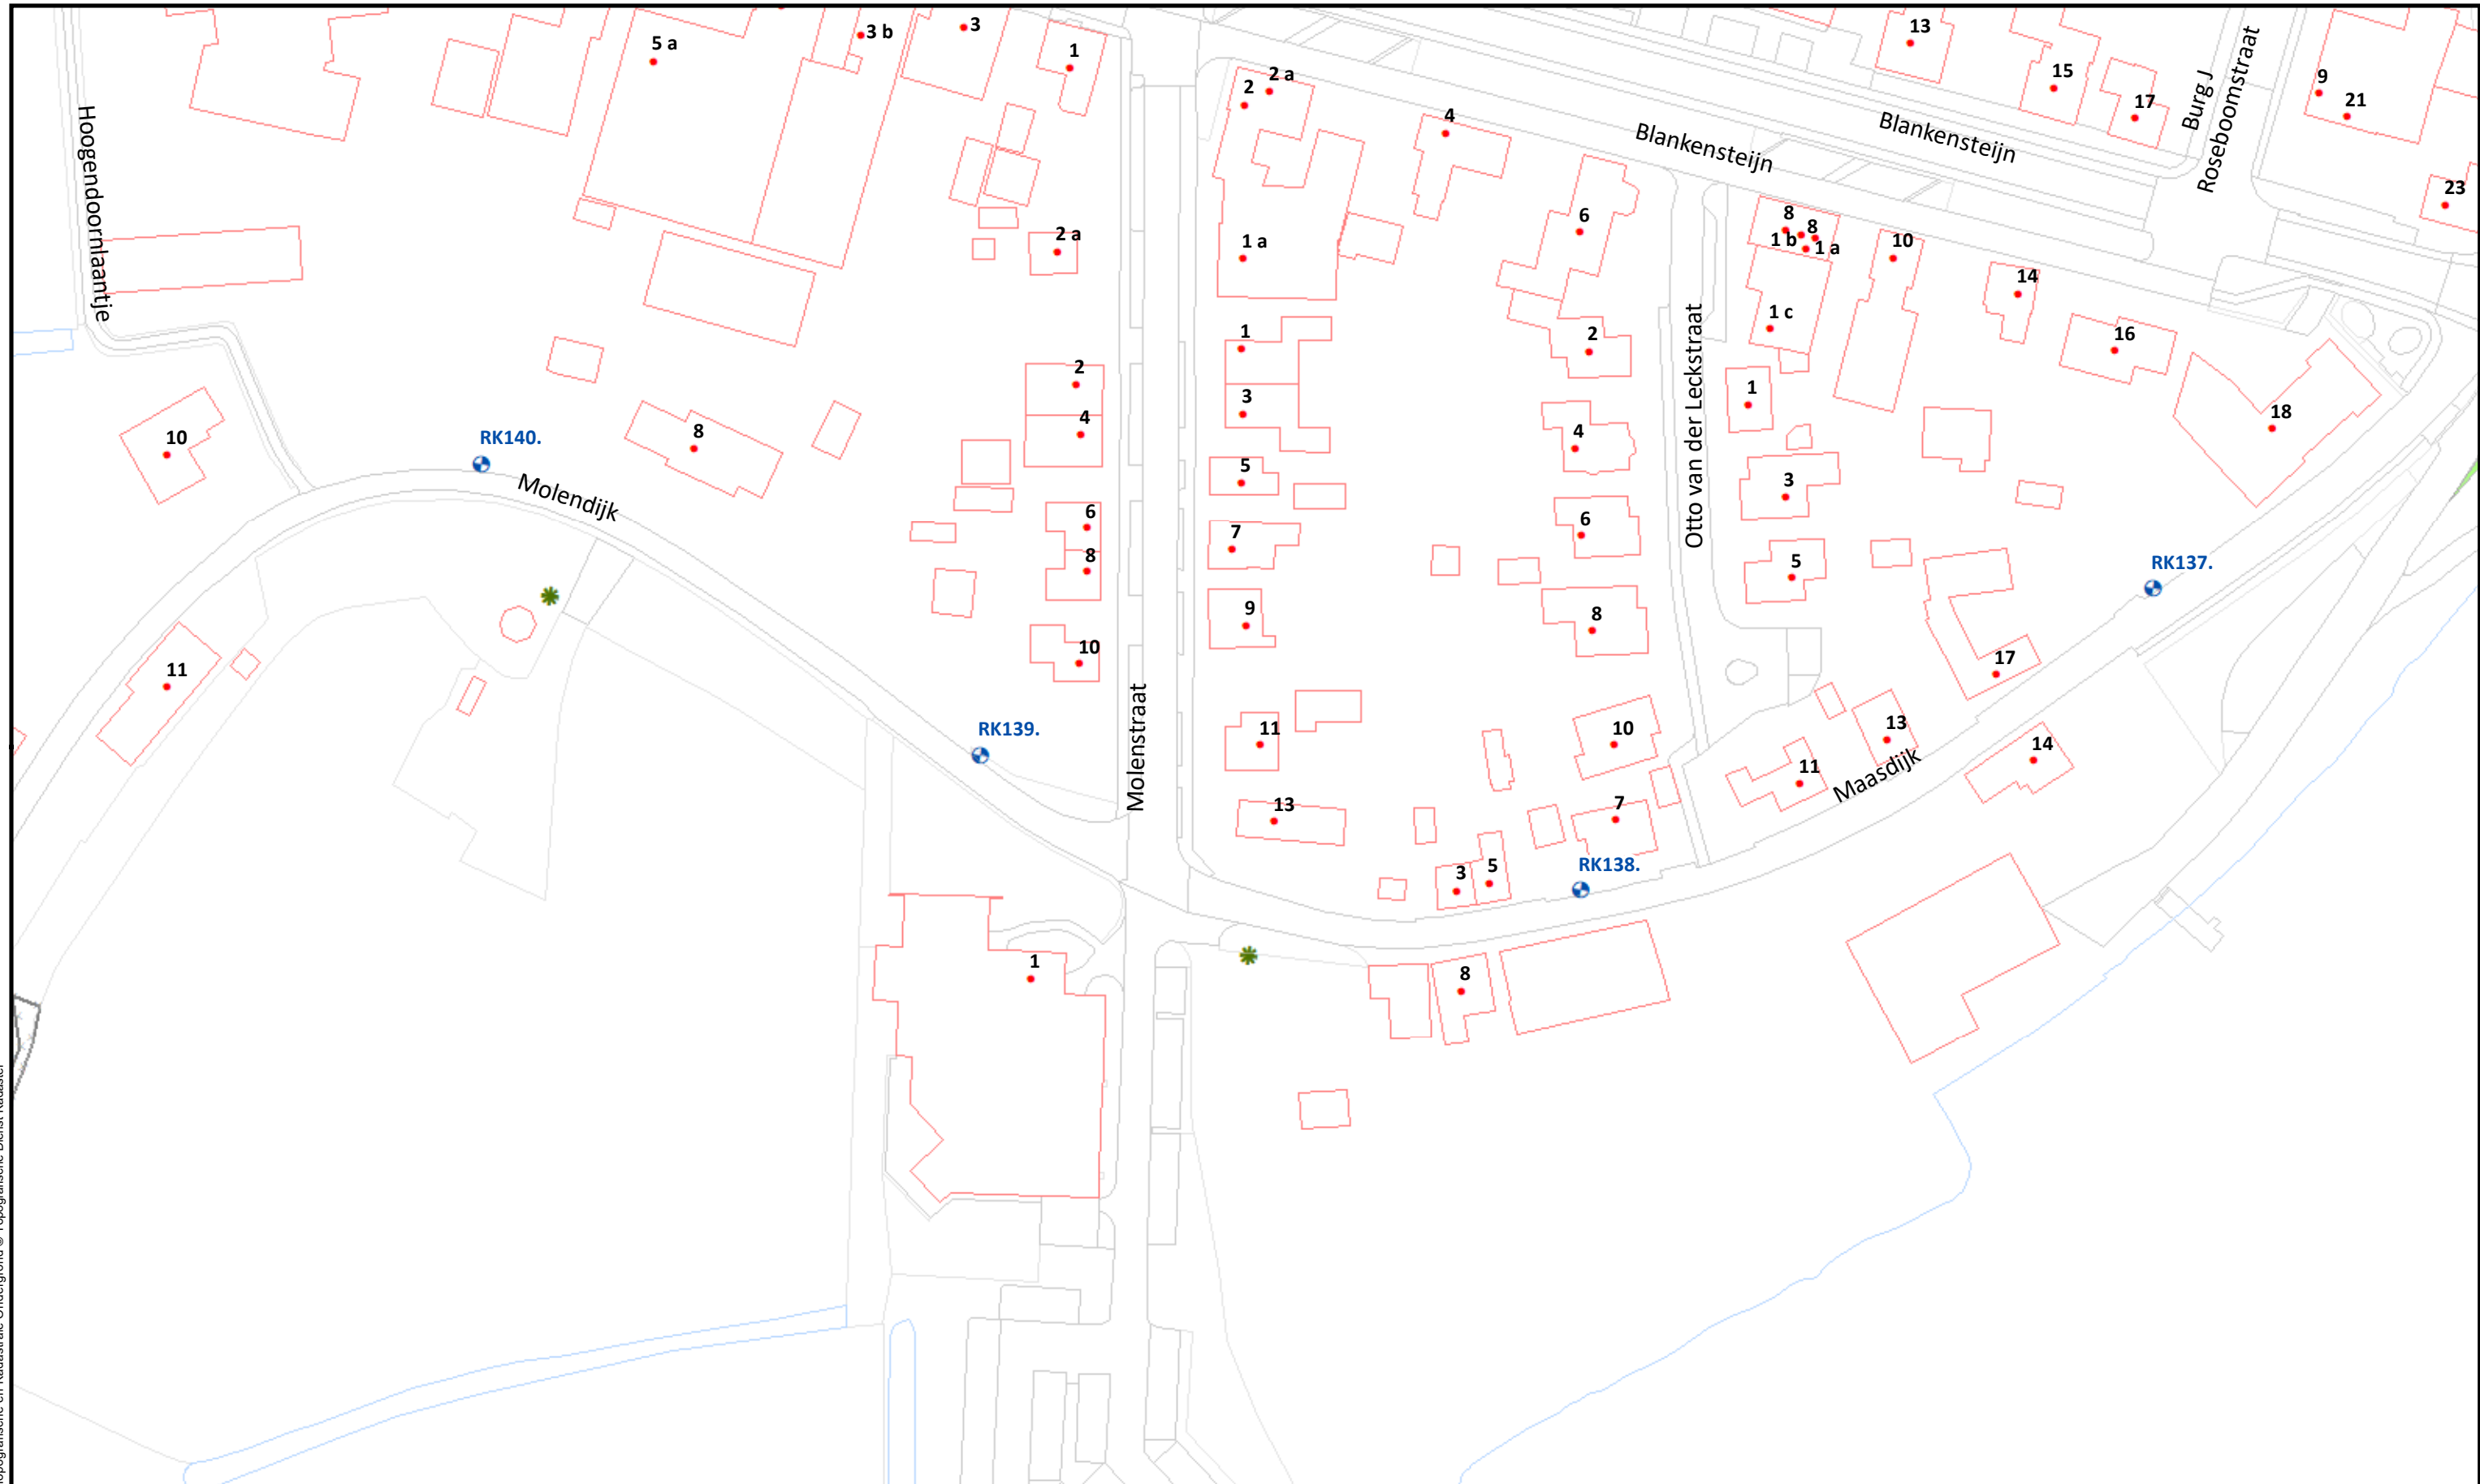 13
3 b
3
5 a
1
15
2 a
2
9
21
17
Burg J
Roseboomstraat
4
Blankensteijn
Blankensteijn
Hoogendoornlaantje
23
6
8
8
1 b
1 a
10
2 a
1 a
14
1 c
1
2
16
2
1
3
4
18
10
8
RK140.
4
Otto van der Leckstraat
5
3
Molendijk
6
7
6
8
5
RK137.
9
8
10
17
11
RK139.
Molenstraat
11
10
13
14
11
Maasdijk
13
7
RK138.
3
5
1
8